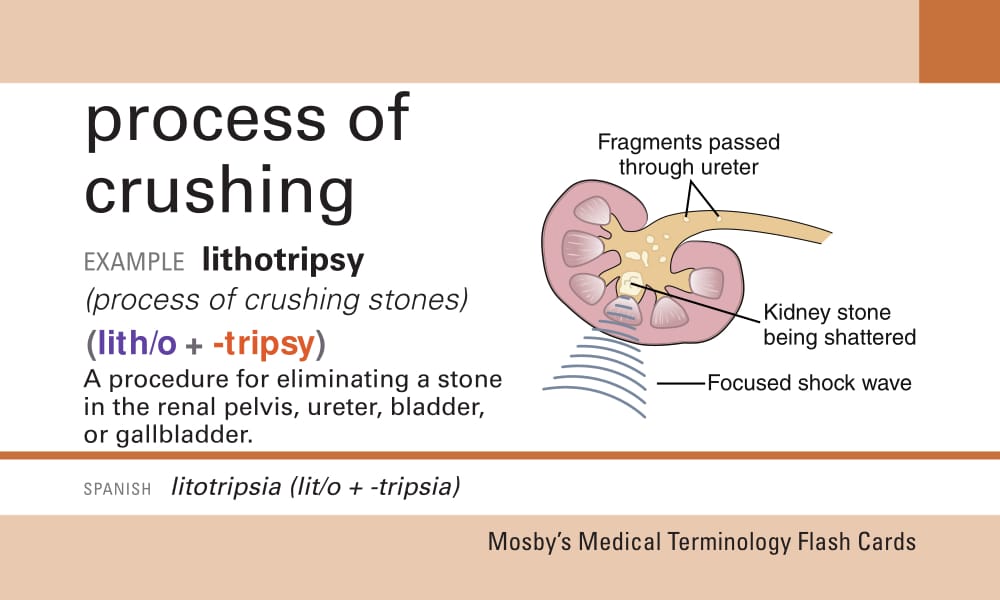 process of
crushing
EXAMPLE lithotripsy
(process of crushing stones)
(lith/o + -tripsy)
A procedure for eliminating a stone
in the renal pelvis, ureter, bladder,
or gallbladder.
Fragments passed
through ureter
Kidney stone
being shattered
Focused shock wave
SPANISH litotripsia (lit/o + -tripsia)
Mosby's Medical Terminology Flash Cards